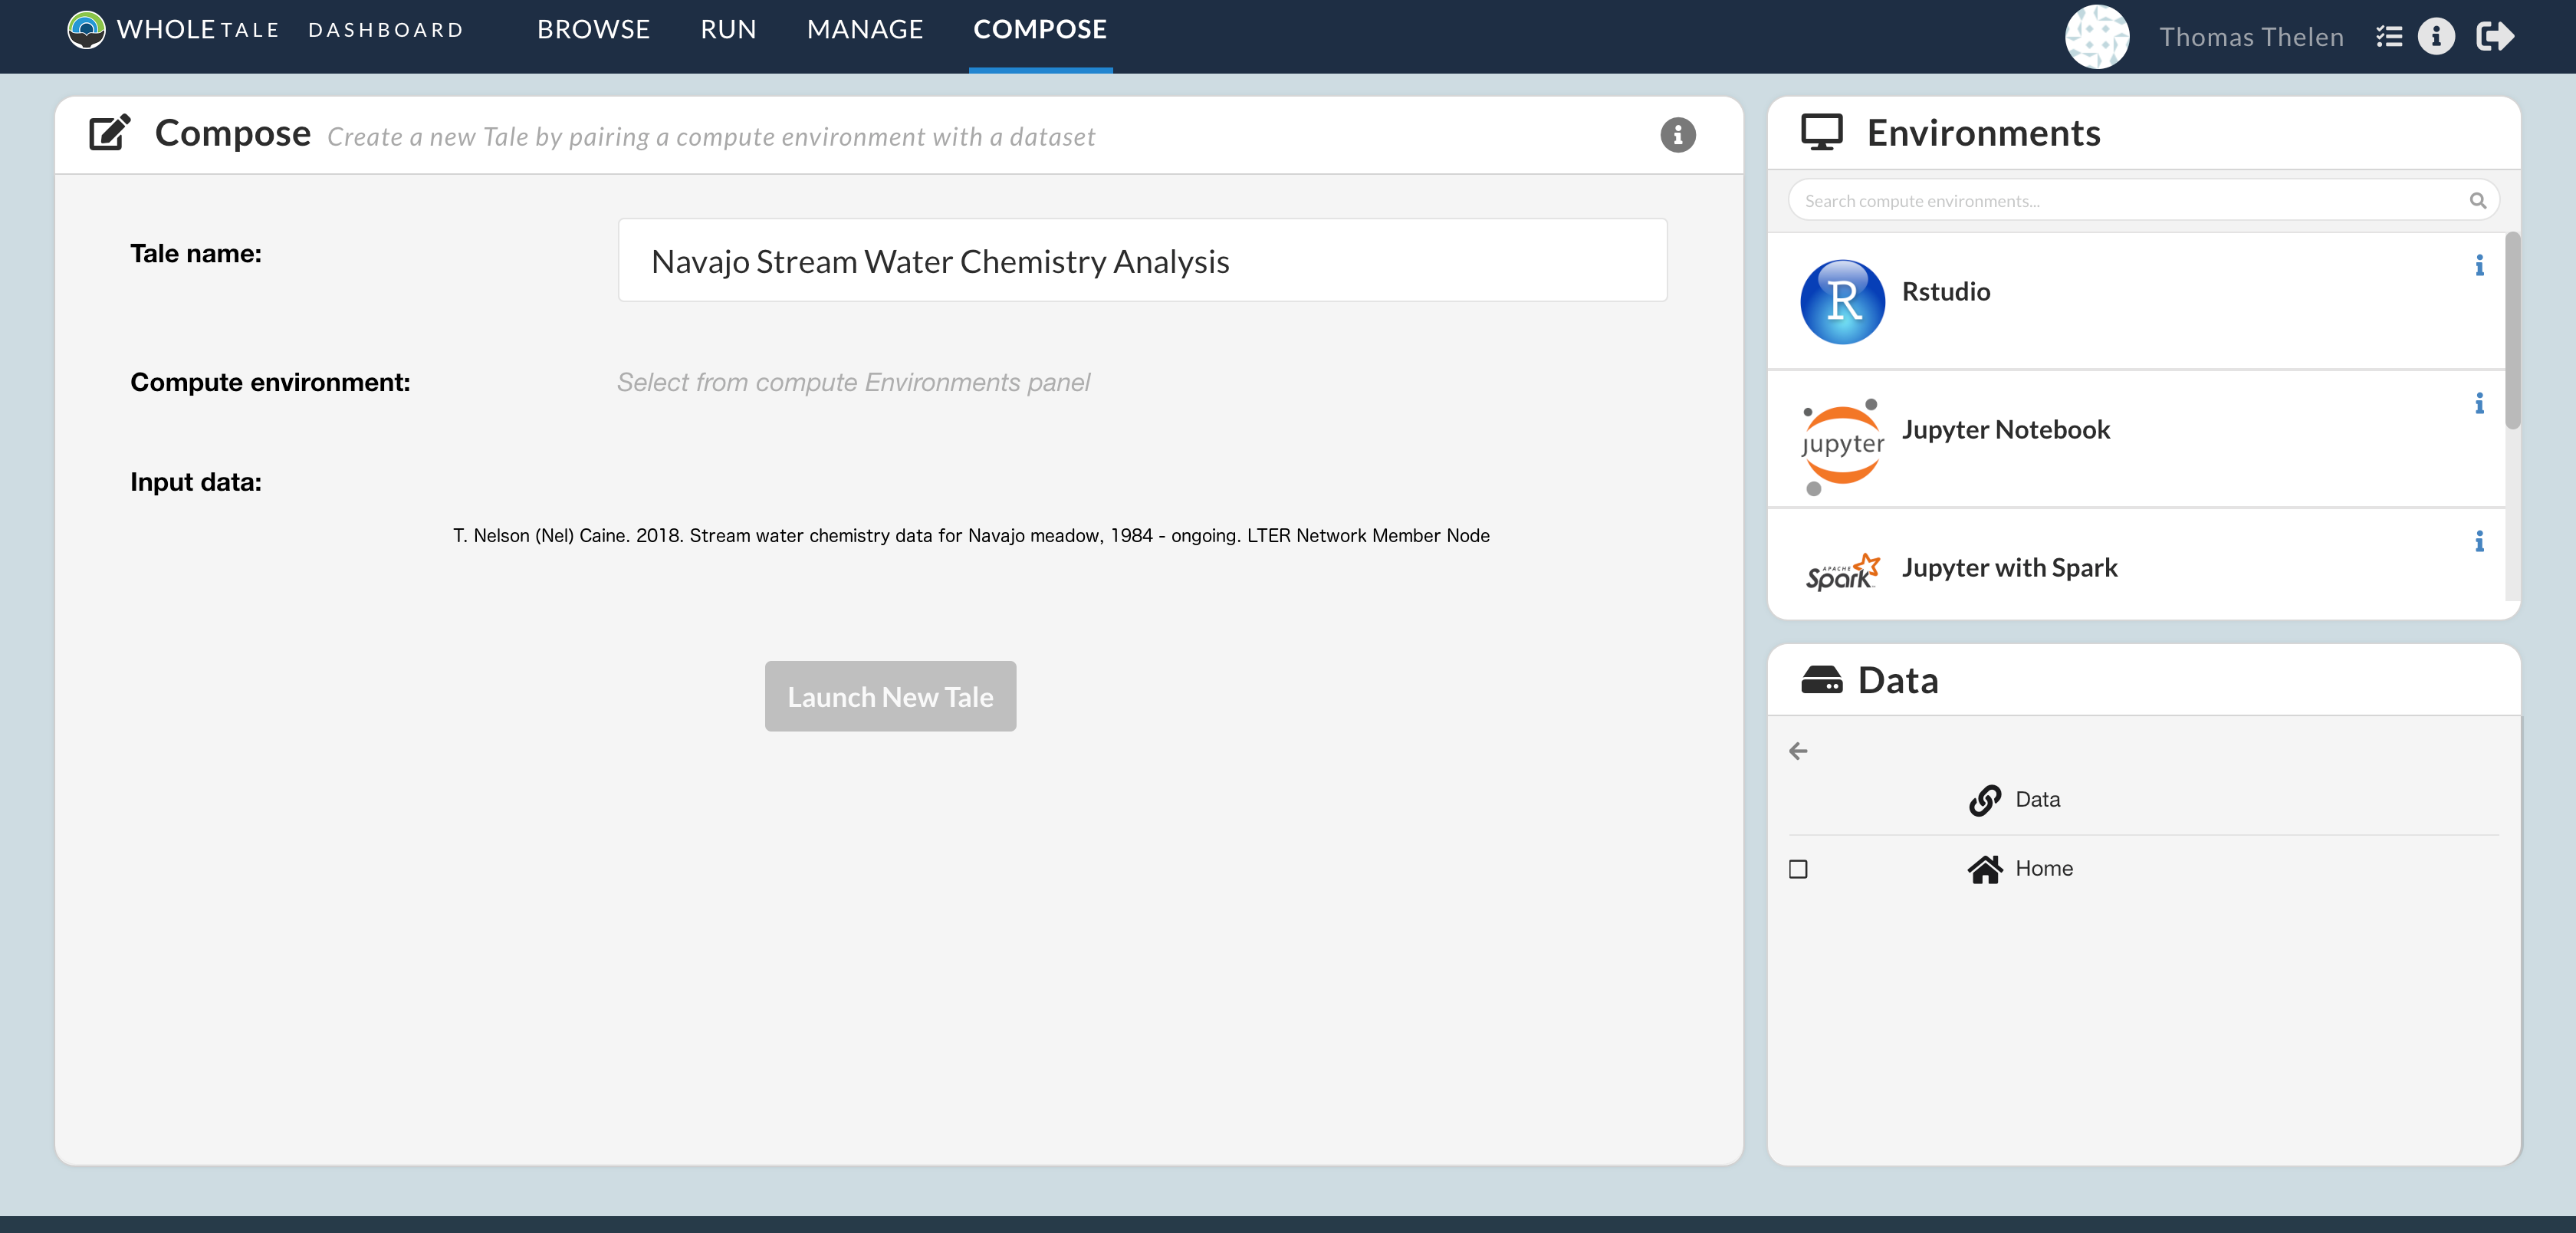 WHOLE TALE DASHBOARD BROWSE RUN MANAGE COMPOSE Thomas Thelen
Compose Create a new Tale by pairing a compute environment with a dataset
Tale name: Navajo Stream Water Chemistry Analysis
Compute environment: Select from compute Environments panel
Input data:
T. Nelson (Nel) Caine. 2018. Stream water chemistry data for Navajo meadow, 1984 - ongoing. LTER Network Member Node
Launch New Tale
Environments
Search compute environments...
R Rstudio
jupyter Jupyter Notebook
APACHE Spark Jupyter with Spark
Data
Data
Home